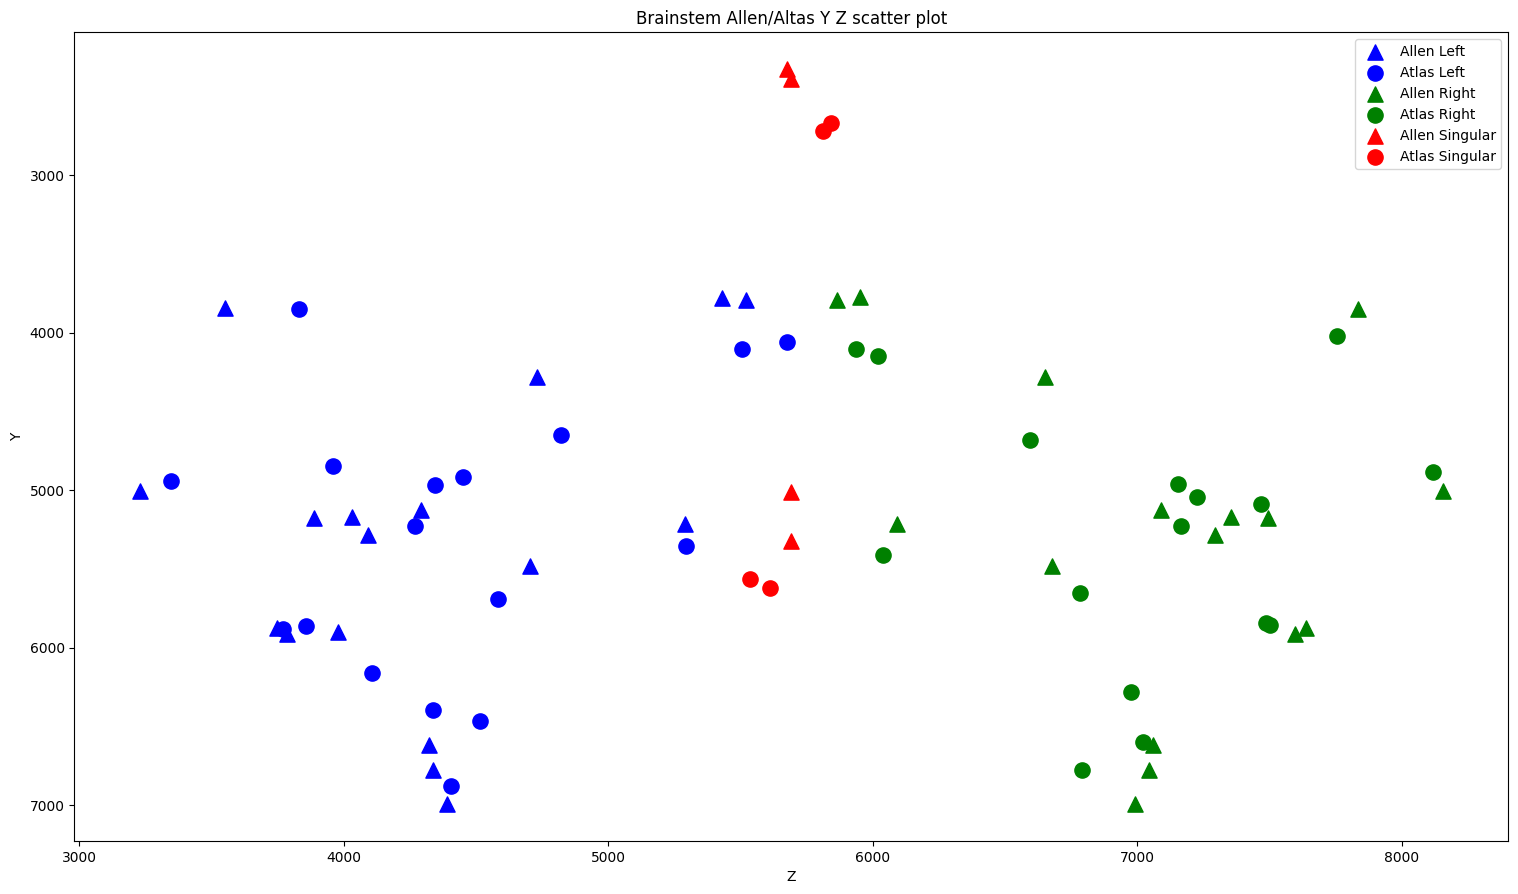 Brainstem Allen/Altas Y Z scatter plot
Allen Left
Atlas Left
Allen Right
Atlas Right
Allen Singular
Atlas Singular
3000
4000
5000
6000
7000
Y
3000 4000 5000 6000 7000 8000
Z